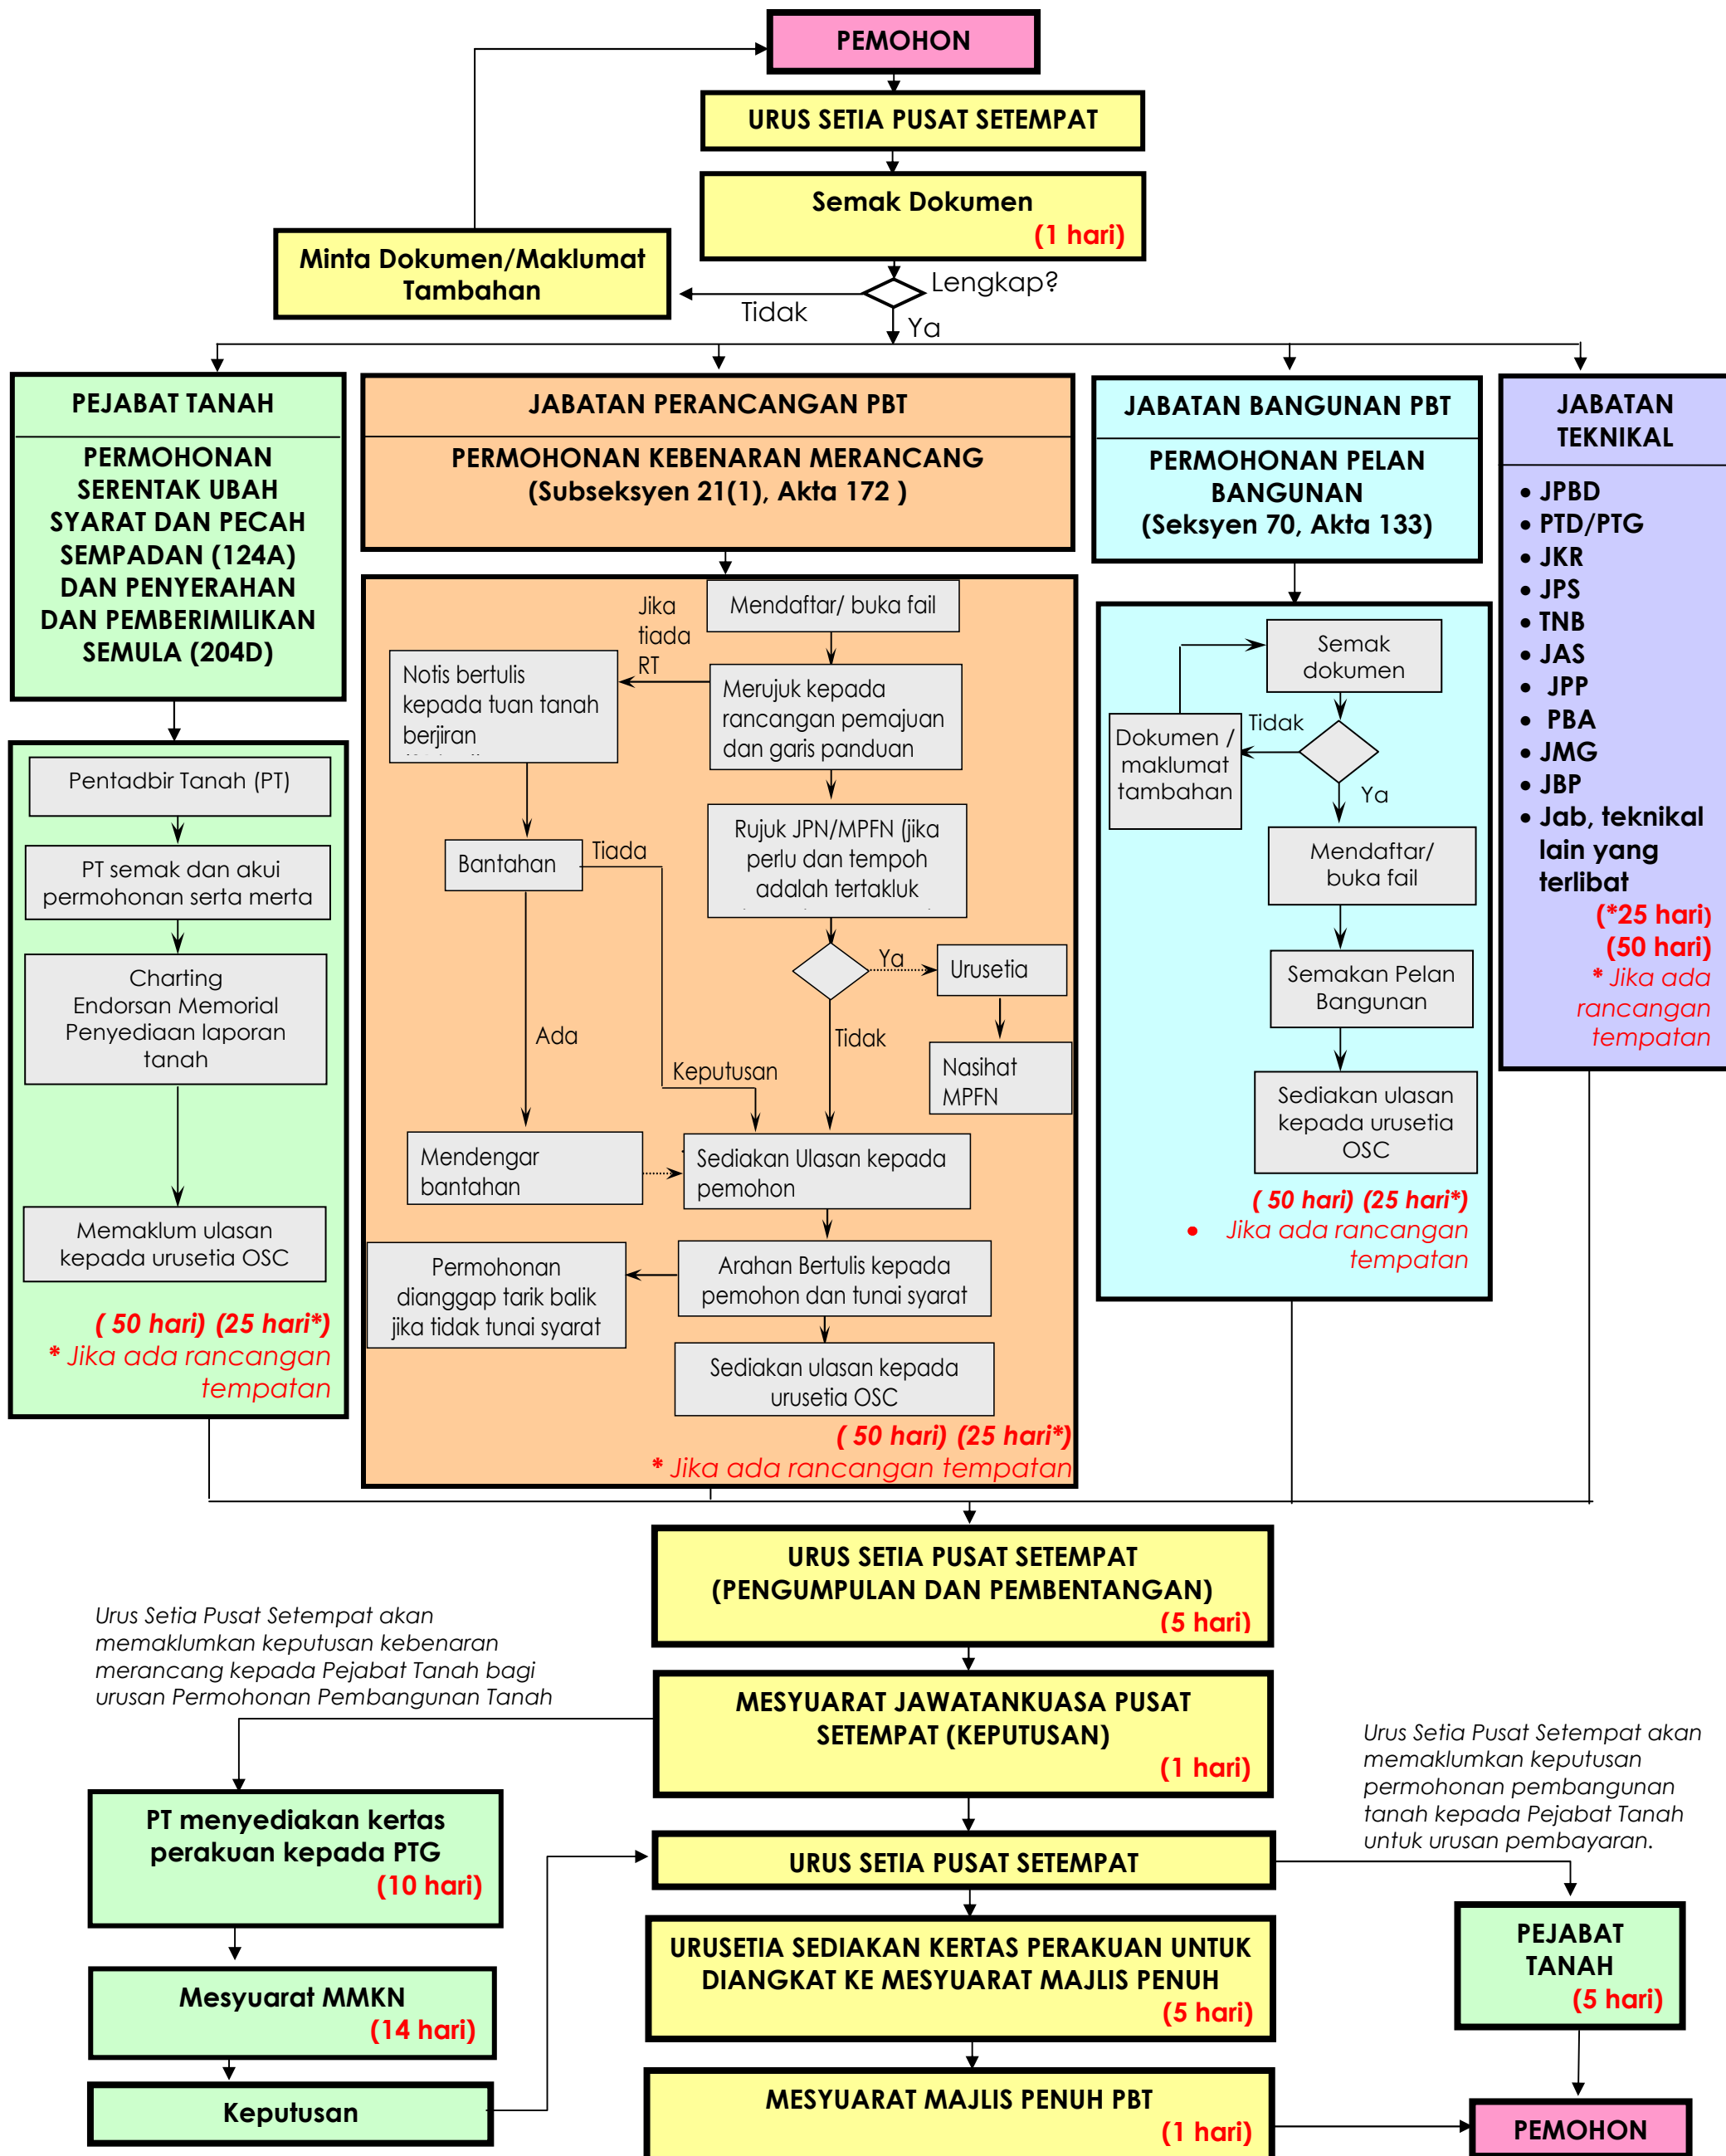 PEMOHON
URUS SETIA PUSAT SETEMPAT
Semak Dokumen
(1 hari)
Minta Dokumen/Maklumat
Tambahan
Lengkap?
Tidak
Ya
PEJABAT TANAH
PERMOHONAN
SERENTAK UBAH
SYARAT DAN PECAH
SEMPADAN (124A)
DAN PENYERAHAN
DAN PEMBERIMILIKAN
SEMULA (204D)
Pentadbir Tanah (PT)
PT semak dan akui
permohonan serta merta
Charting
Endorsan Memorial
Penyediaan laporan
tanah
Memaklum ulasan
kepada urusetia OSC
( 50 hari) (25 hari*)
* Jika ada rancangan
tempatan
JABATAN PERANCANGAN PBT
PERMOHONAN KEBENARAN MERANCANG
(Subseksyen 21(1), Akta 172 )
Mendaftar/ buka fail
Jika
tiada
RT
Notis bertulis
kepada tuan tanah
berjiran
Merujuk kepada
rancangan pemajuan
dan garis panduan
Rujuk JPN/MPFN (jika
perlu dan tempoh
adalah tertakluk
Bantahan
Tiada
Ya
Urusetia
Tidak
Ada
Keputusan
Nasihat
MPFN
Mendengar
bantahan
Sediakan Ulasan kepada
pemohon
Permohonan
dianggap tarik balik
jika tidak tunai syarat
Arahan Bertulis kepada
pemohon dan tunai syarat
Sediakan ulasan kepada
urusetia OSC
( 50 hari) (25 hari*)
* Jika ada rancangan tempatan
JABATAN BANGUNAN PBT
PERMOHONAN PELAN
BANGUNAN
(Seksyen 70, Akta 133)
Semak
dokumen
Tidak
Dokumen /
maklumat
tambahan
Ya
Mendaftar/
buka fail
Semakan Pelan
Bangunan
Sediakan ulasan
kepada urusetia
OSC
( 50 hari) (25 hari*)
• Jika ada rancangan
tempatan
JABATAN
TEKNIKAL
• JPBD
• PTD/PTG
• JKR
• JPS
• TNB
• JAS
• JPP
• PBA
• JMG
• JBP
• Jab, teknikal
lain yang
terlibat
(*25 hari)
(50 hari)
* Jika ada
rancangan
tempatan
URUS SETIA PUSAT SETEMPAT
(PENGUMPULAN DAN PEMBENTANGAN)
(5 hari)
Urus Setia Pusat Setempat akan
memaklumkan keputusan kebenaran
merancang kepada Pejabat Tanah bagi
urusan Permohonan Pembangunan Tanah
MESYUARAT JAWATANKUASA PUSAT
SETEMPAT (KEPUTUSAN)
(1 hari)
Urus Setia Pusat Setempat akan
memaklumkan keputusan
permohonan pembangunan
tanah kepada Pejabat Tanah
untuk urusan pembayaran.
PT menyediakan kertas
perakuan kepada PTG
(10 hari)
URUS SETIA PUSAT SETEMPAT
Mesyuarat MMKN
(14 hari)
URUSETIA SEDIAKAN KERTAS PERAKUAN UNTUK
DIANGKAT KE MESYUARAT MAJLIS PENUH
(5 hari)
PEJABAT
TANAH
(5 hari)
Keputusan
MESYUARAT MAJLIS PENUH PBT
(1 hari)
PEMOHON